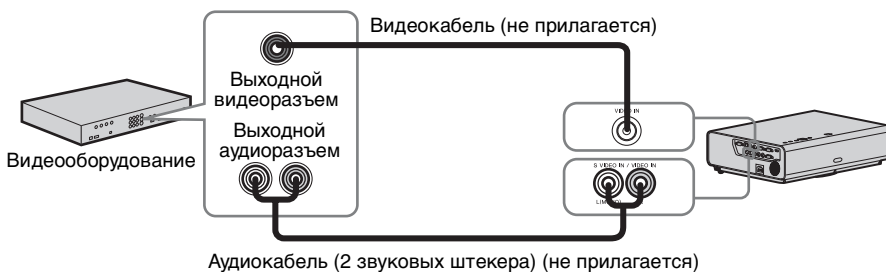 Видеокабель (не прилагается)
Выходной
видеоразъем
Выходной
аудиоразъем
Видеооборудование
VIDEO IN
S VIDEO IN / VIDEO IN
Аудиокабель (2 звуковых штекера) (не прилагается)